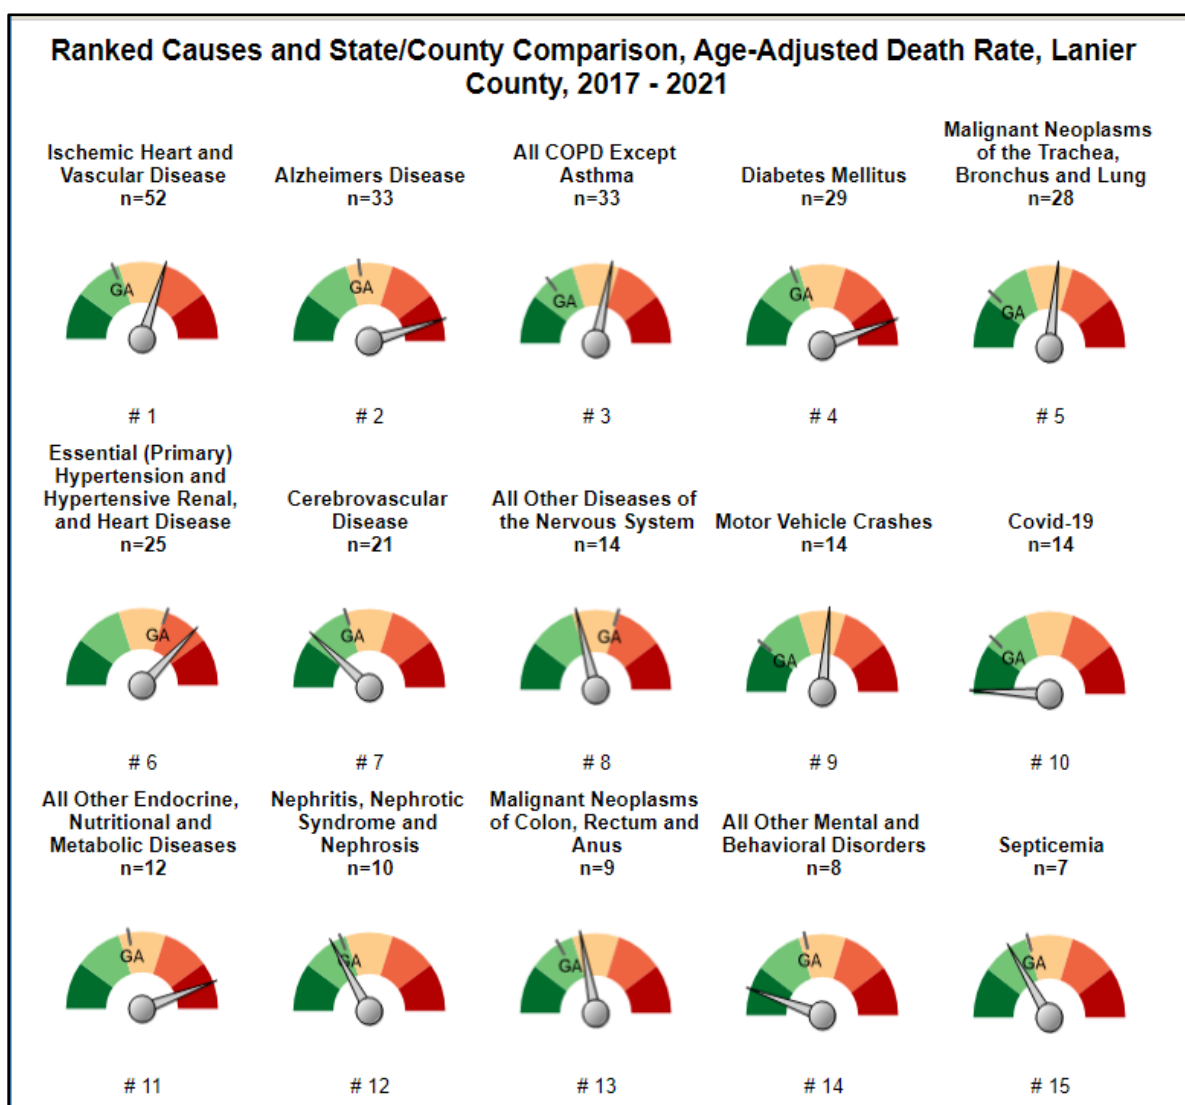 Ranked Causes and State/County Comparison, Age-Adjusted Death Rate, Lanier
County, 2017 - 2021
Ischemic Heart and
Vascular Disease
n=52
Alzheimers Disease
n=33
All COPD Except
Asthma
n=33
Diabetes Mellitus
n=29
Malignant Neoplasms
of the Trachea,
Bronchus and Lung
n=28
GA
GA
GA
GA
GA
# 1
# 2
# 3
# 4
# 5
Essential (Primary)
Hypertension and
Hypertensive Renal,
and Heart Disease
n=25
Cerebrovascular
Disease
n=21
All Other Diseases of
the Nervous System
n=14
Motor Vehicle Crashes
n=14
Covid-19
n=14
GA
GA
GA
GA
GA
# 6
# 7
# 8
# 9
# 10
All Other Endocrine,
Nutritional and
Metabolic Diseases
n=12
Nephritis, Nephrotic
Syndrome and
Nephrosis
n=10
Malignant Neoplasms
of Colon, Rectum and
Anus
n=9
All Other Mental and
Behavioral Disorders
n=8
Septicemia
n=7
GA
GA
GA
GA
GA
# 11
# 12
# 13
# 14
# 15